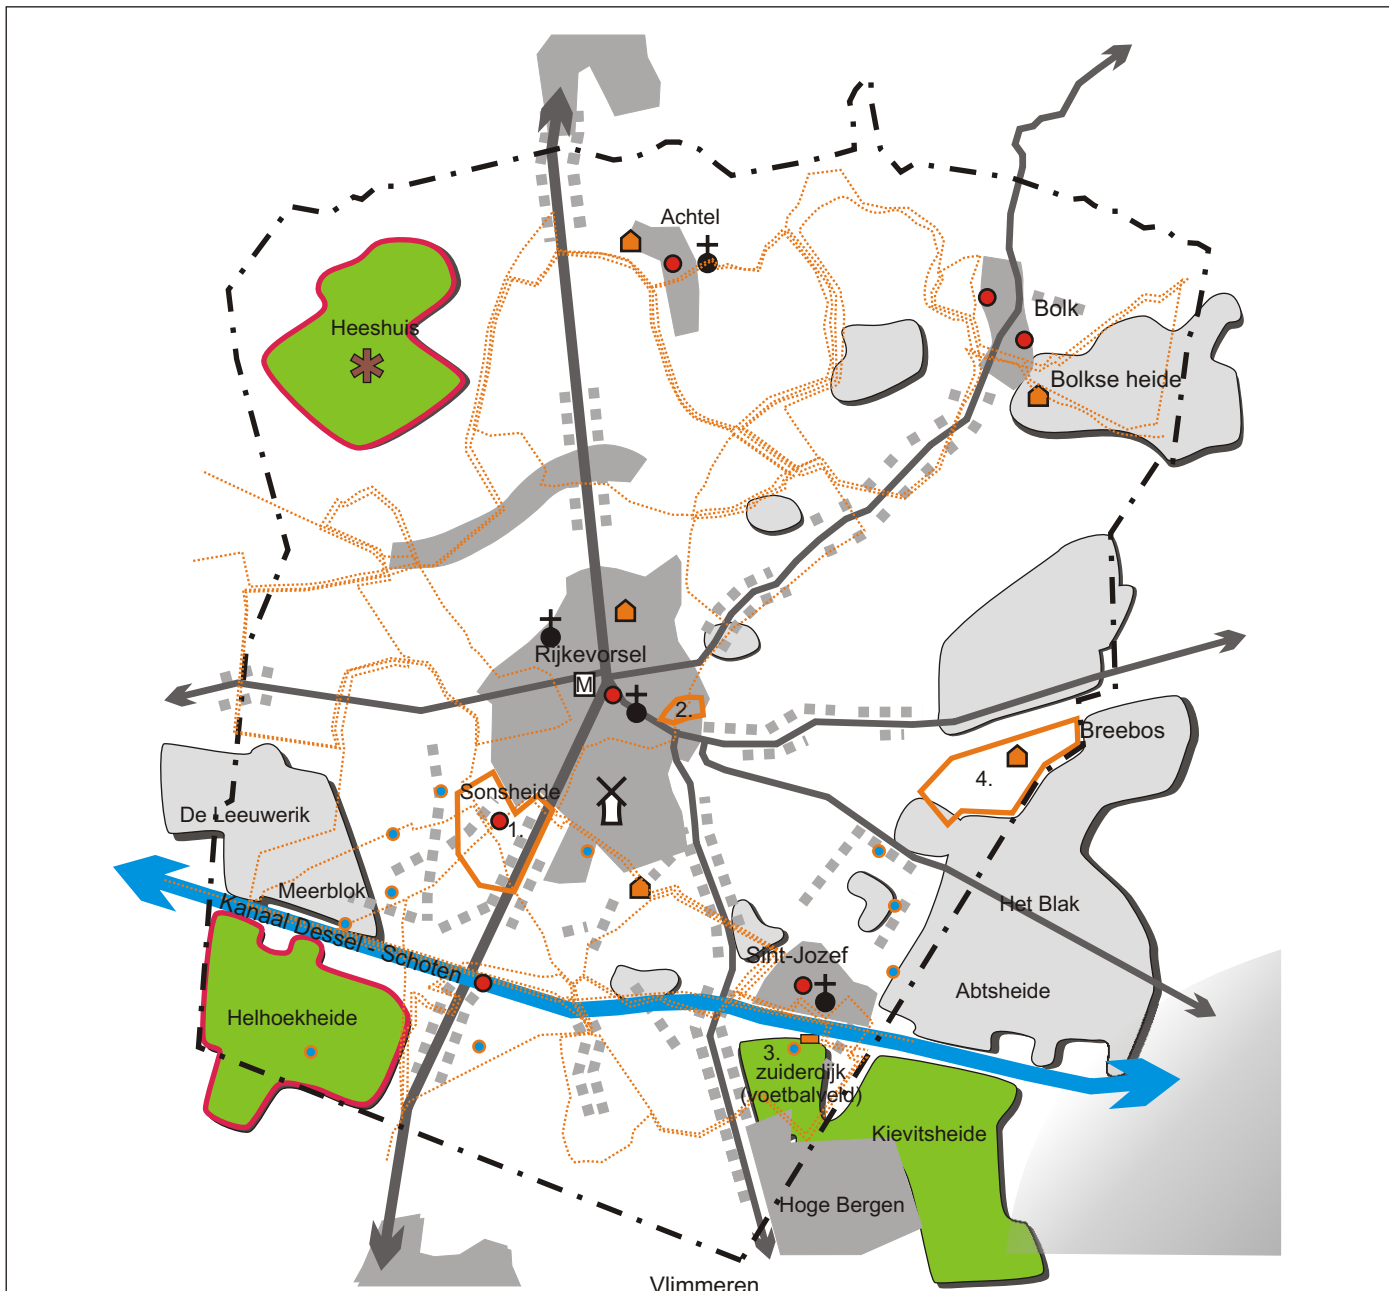 Achtel
Bolk
Heeshuis
Bolkse heide
Rijkevorsel
M
2.
Breebos
4.
Sonsheide
1.
De Leeuwerik
Meerblok
Het Blak
Kanaal Dessel - Schoten
Sint-Jozef
Abtsheide
Helhoekheide
3.
zuiderdijk
(voetbalveld)
Kievitsheide
Hoge Bergen
Vlimmeren